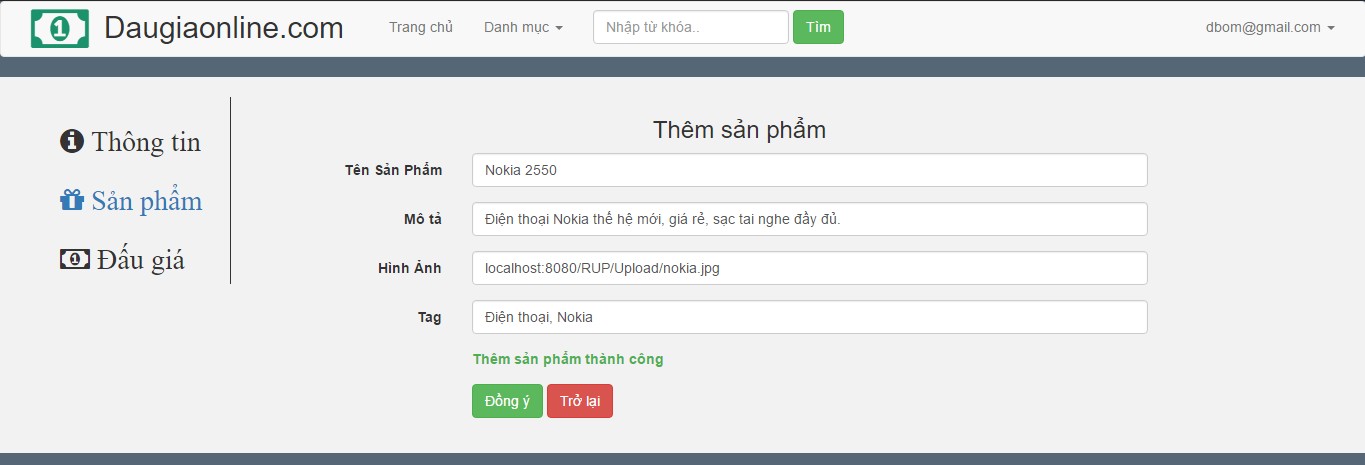 Daugiaonline.com Trang chủ Danh mục Nhập từ khóa.. Tìm dbom@gmail.com
Thông tin
Sản phẩm
Đấu giá
Thêm sản phẩm
Tên Sản Phẩm Nokia 2550
Mô tả Điện thoại Nokia thế hệ mới, giá rẻ, sạc tai nghe đầy đủ.
Hình Ảnh localhost:8080/RUP/Upload/nokia.jpg
Tag Điện thoại, Nokia
Thêm sản phẩm thành công
Đồng ý Trở lại